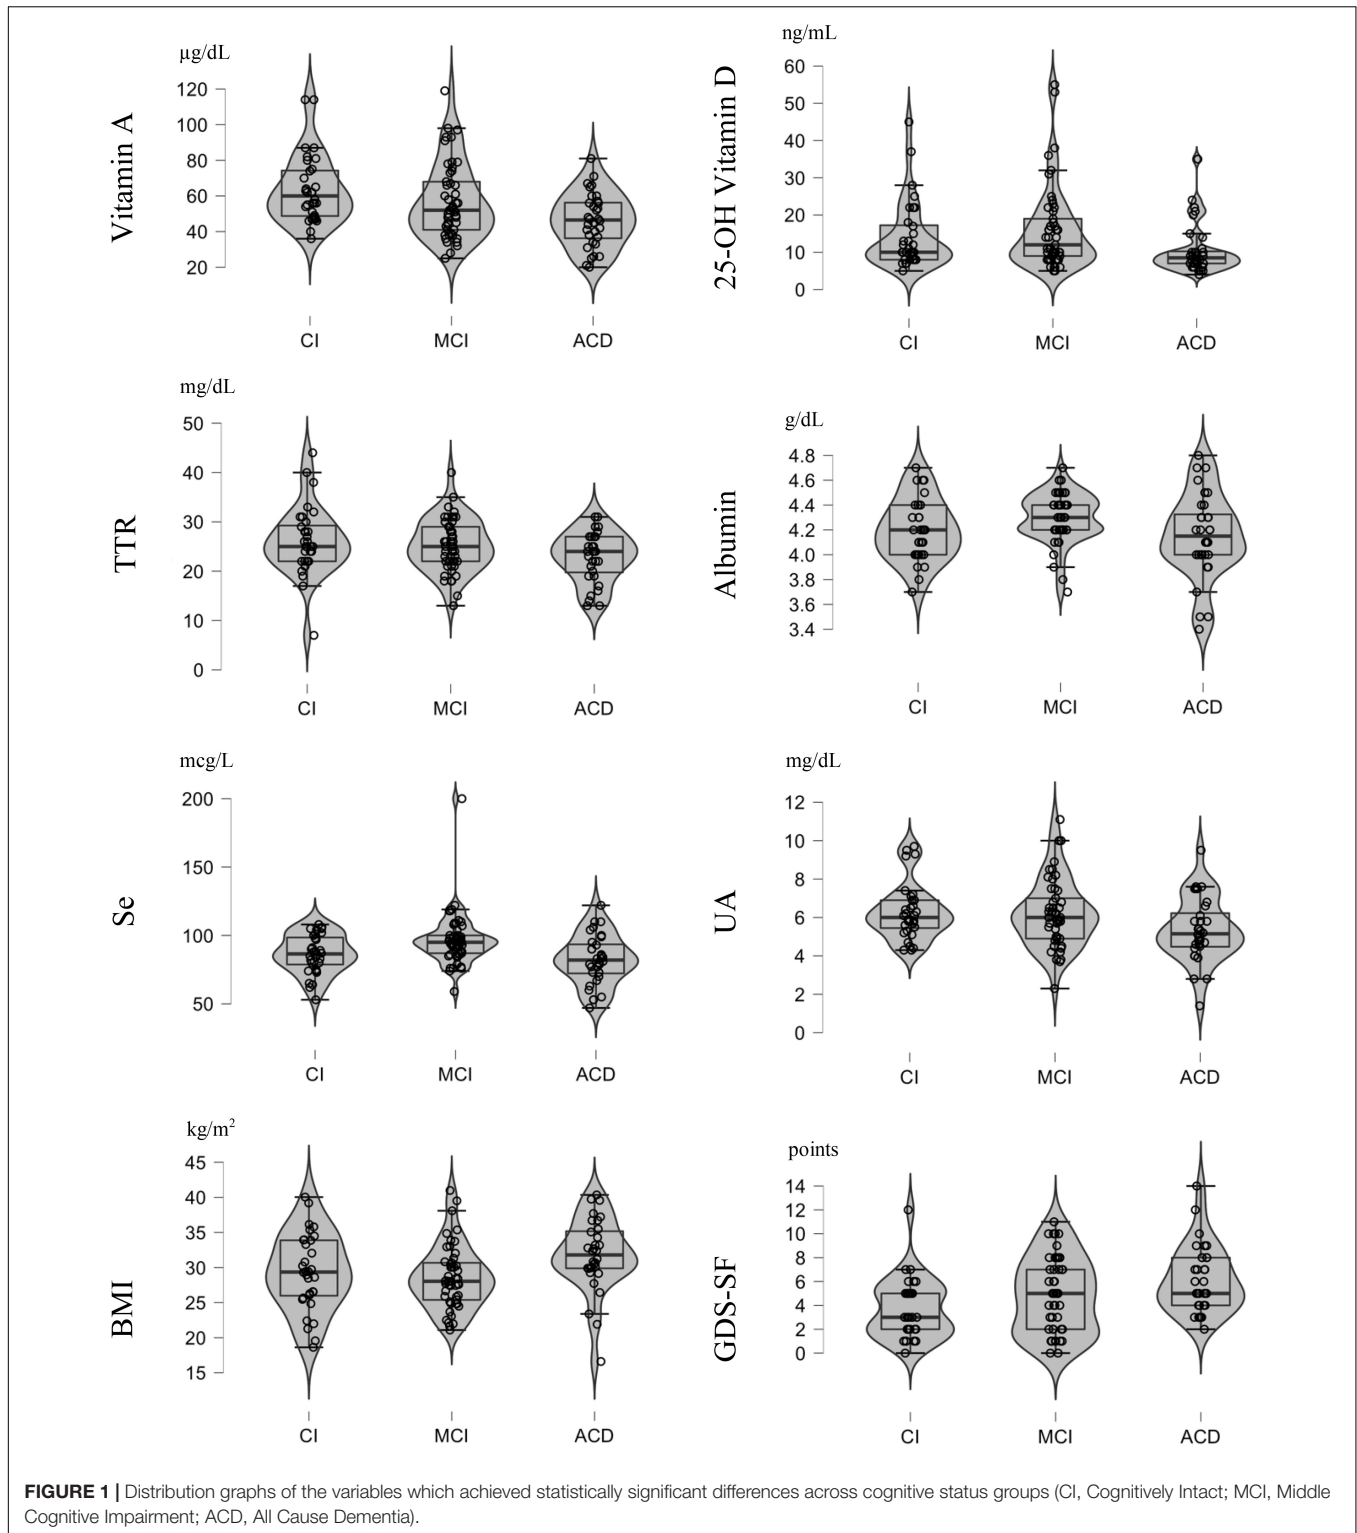 µg/dL
Vitamin A
120
100
80
60
40
20
CI
MCI
ACD
ng/mL
25-OH Vitamin D
60
50
40
30
20
10
0
CI
MCI
ACD
mg/dL
TTR
50
40
30
20
10
0
CI
MCI
ACD
g/dL
Albumin
4.8
4.6
4.4
4.2
4.0
3.8
3.6
3.4
CI
MCI
ACD
mcg/L
Se
200
150
100
50
CI
MCI
ACD
mg/dL
UA
12
10
8
6
4
2
0
CI
MCI
ACD
kg/m²
BMI
45
40
35
30
25
20
15
CI
MCI
ACD
points
GDS-SF
14
12
10
8
6
4
2
0
CI
MCI
ACD
FIGURE 1 | Distribution graphs of the variables which achieved statistically significant differences across cognitive status groups (CI, Cognitively Intact; MCI, Middle
Cognitive Impairment; ACD, All Cause Dementia).